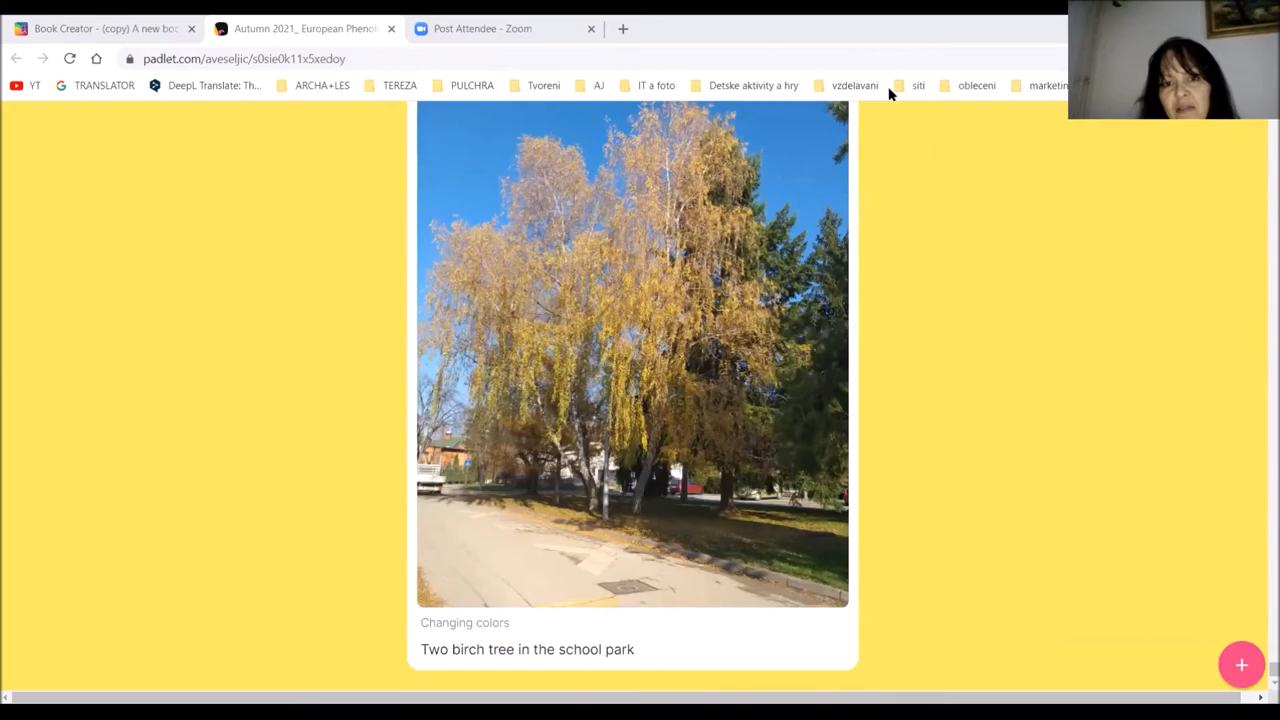 Book Creator - (copy) A new boo
Autumn 2021_ European Phenol
Post Attendee - Zoom
padlet.com/aveseljic/s0sie0k11x5xedoy
YT
TRANSLATOR
DeepL Translate: Th...
ARCHA+LES
TEREZA
PULCHRA
Tvoreni
AJ
IT a foto
Detske aktivity a hry
vzdelavani
siti
obleceni
marketin
Changing colors
Two birch tree in the school park